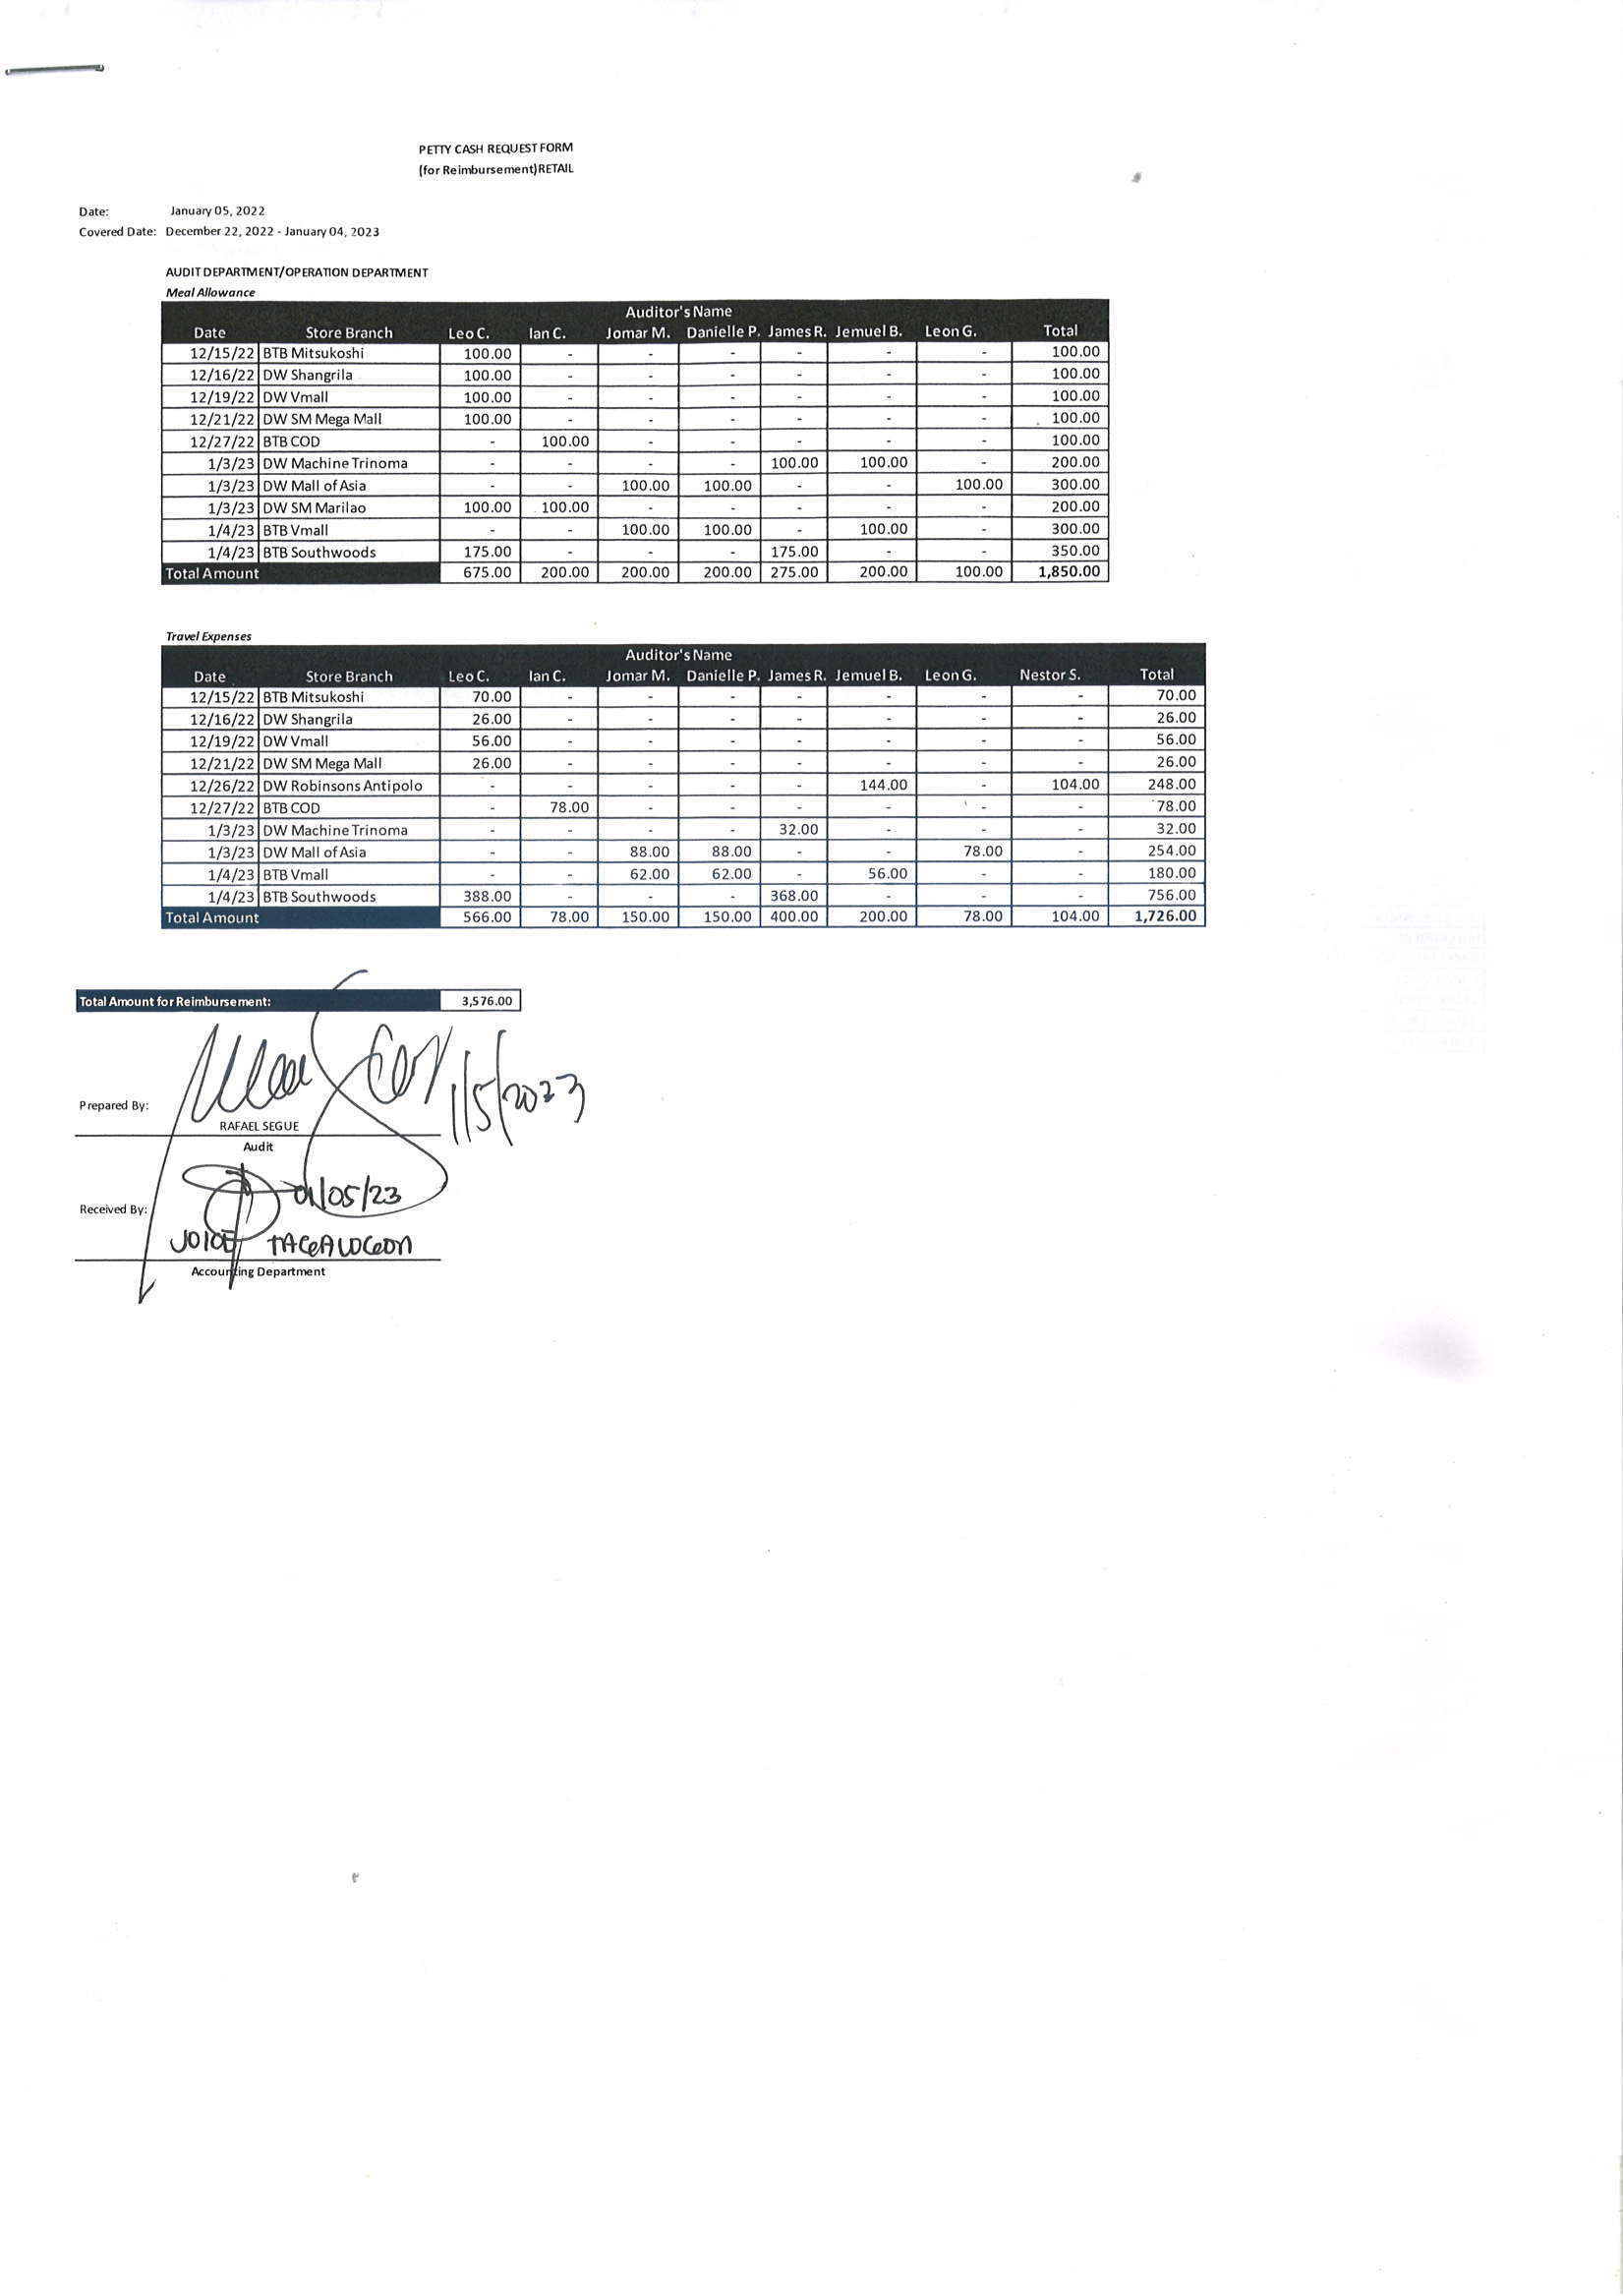 PETTY CASH REQUEST FORM
(for Reimbursement)RETAIL
Date: January 05, 2022
Covered Date: December 22, 2022 - January 04, 2023
AUDIT DEPARTMENT/OPERATION DEPARTMENT
Meal Allowance
Auditor's Name
Date Store Branch Leo C. Ian C. Jomar M. Danielle P. James R. Jemuel B. Leon G. Total
12/15/22 BTB Mitsukoshi 100.00 - - - - - - 100.00
12/16/22 DW Shangrila 100.00 - - - - - - 100.00
12/19/22 DW Vmall 100.00 - - - - - - 100.00
12/21/22 DW SM Mega Mall 100.00 - - - - - - 100.00
12/27/22 BTB COD - 100.00 - - - - - 100.00
1/3/23 DW Machine Trinoma - - - - 100.00 100.00 - 200.00
1/3/23 DW Mall of Asia - - 100.00 100.00 - - 100.00 300.00
1/3/23 DW SM Marilao 100.00 100.00 - - - - - 200.00
1/4/23 BTB Vmall - - 100.00 100.00 - 100.00 - 300.00
1/4/23 BTB Southwoods 175.00 - - - 175.00 - - 350.00
Total Amount 675.00 200.00 200.00 200.00 275.00 200.00 100.00 1,850.00
Travel Expenses
Auditor's Name
Date Store Branch Leo C. Ian C. Jomar M. Danielle P. James R. Jemuel B. Leon G. Nestor S. Total
12/15/22 BTB Mitsukoshi 70.00 - - - - - - - 70.00
12/16/22 DW Shangrila 26.00 - - - - - - - 26.00
12/19/22 DW Vmall 56.00 - - - - - - - 56.00
12/21/22 DW SM Mega Mall 26.00 - - - - - - - 26.00
12/26/22 DW Robinsons Antipolo - - - - - 144.00 - 104.00 248.00
12/27/22 BTB COD - 78.00 - - - - - - 78.00
1/3/23 DW Machine Trinoma - - - - 32.00 - - - 32.00
1/3/23 DW Mall of Asia - - 88.00 88.00 - - 78.00 - 254.00
1/4/23 BTB Vmall - - 62.00 62.00 - 56.00 - - 180.00
1/4/23 BTB Southwoods 388.00 - - - 368.00 - - - 756.00
Total Amount 566.00 78.00 150.00 150.00 400.00 200.00 78.00 104.00 1,726.00
Total Amount for Reimbursement: 3,576.00
1/5/2023
Prepared By:
RAFAEL SEGUE
Audit
01/05/23
Received By:
Accounting Department